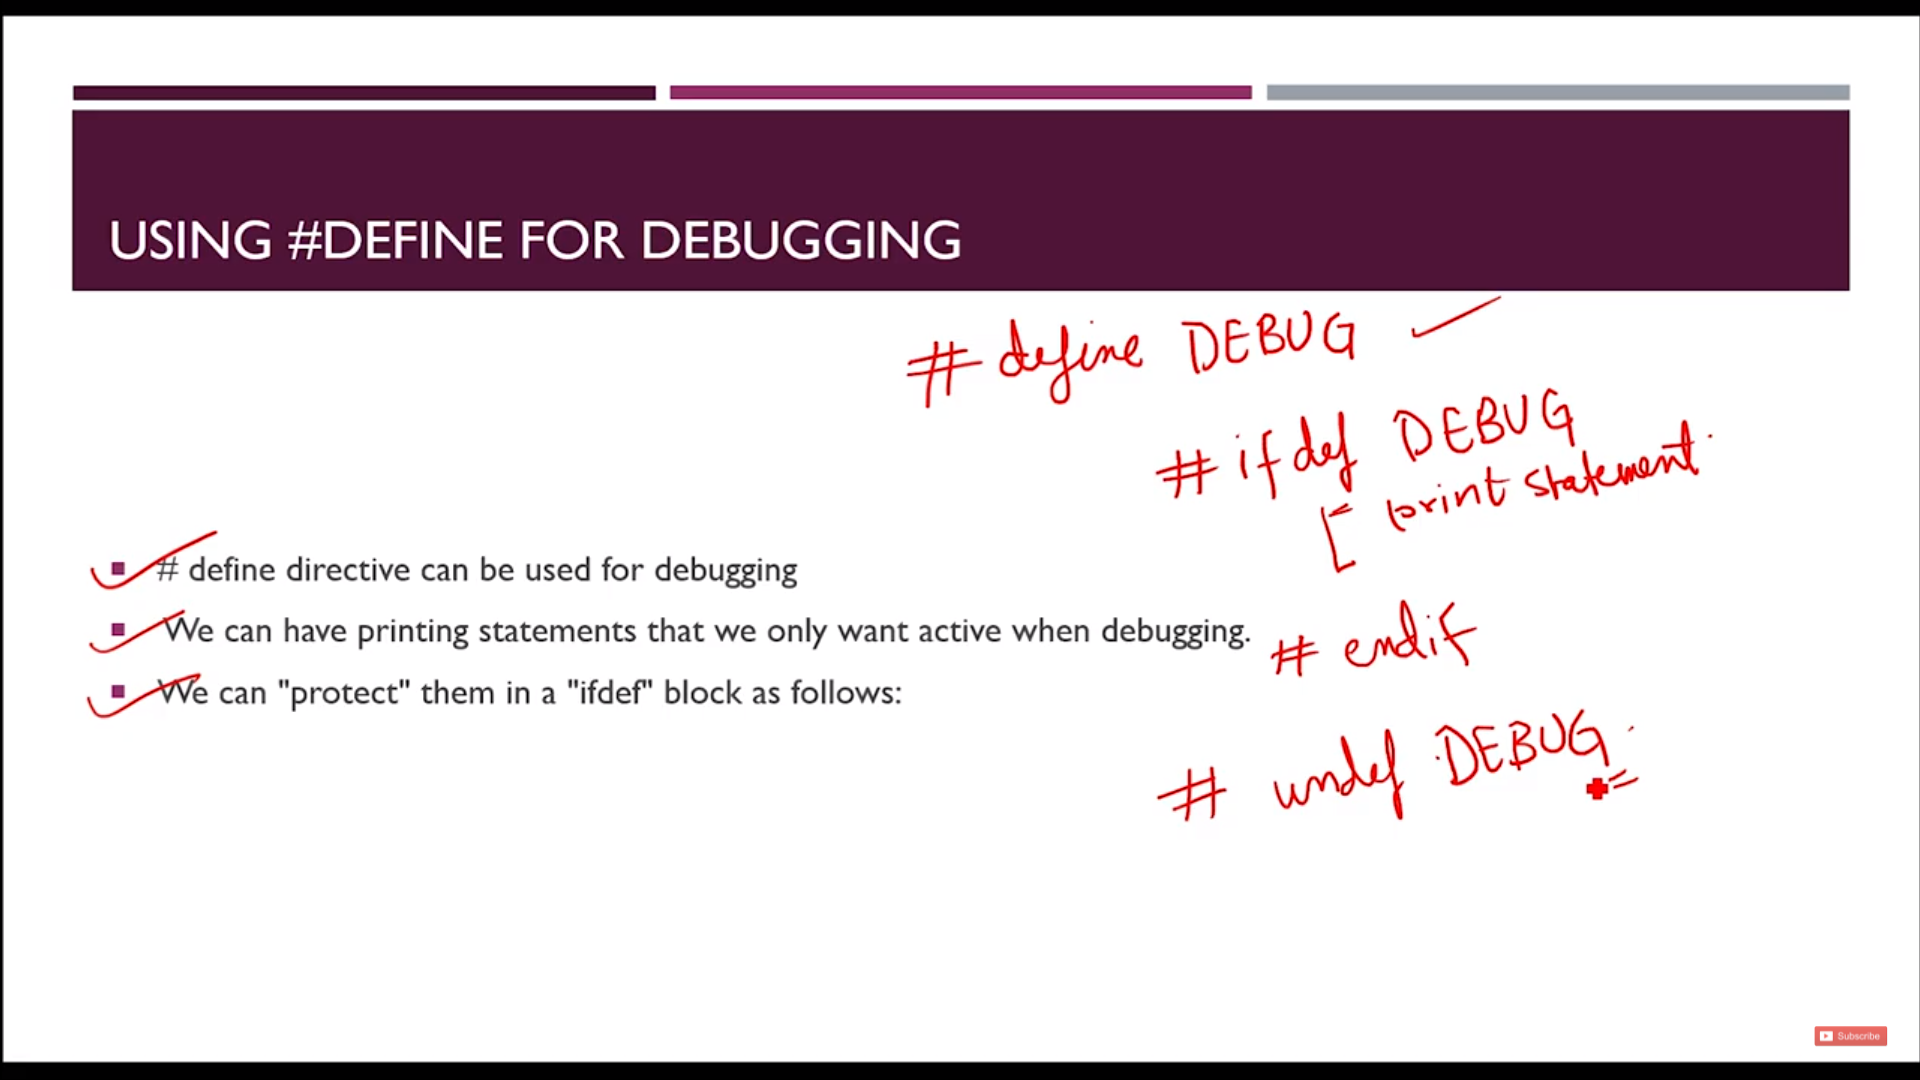 USING #DEFINE FOR DEBUGGING
# define DEBUG
# ifdef DEBUG
print statement
# define directive can be used for debugging
We can have printing statements that we only want active when debugging.
# endif
We can "protect" them in a "ifdef" block as follows:
# undef DEBUG
Subscribe